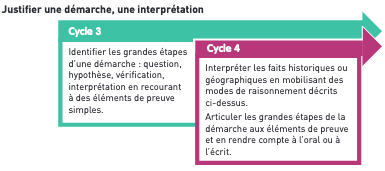 Justifier une démarche, une interprétation
Cycle 3
Identifier les grandes étapes
d'une démarche : question,
hypothèse, vérification,
interprétation en recourant
à des éléments de preuve
simples.
Cycle 4
Interpréter les faits historiques ou
géographiques en mobilisant des
modes de raisonnement décrits
ci-dessus.
Articuler les grandes étapes de la
démarche aux éléments de preuve
et en rendre compte à l'oral ou à
l'écrit.